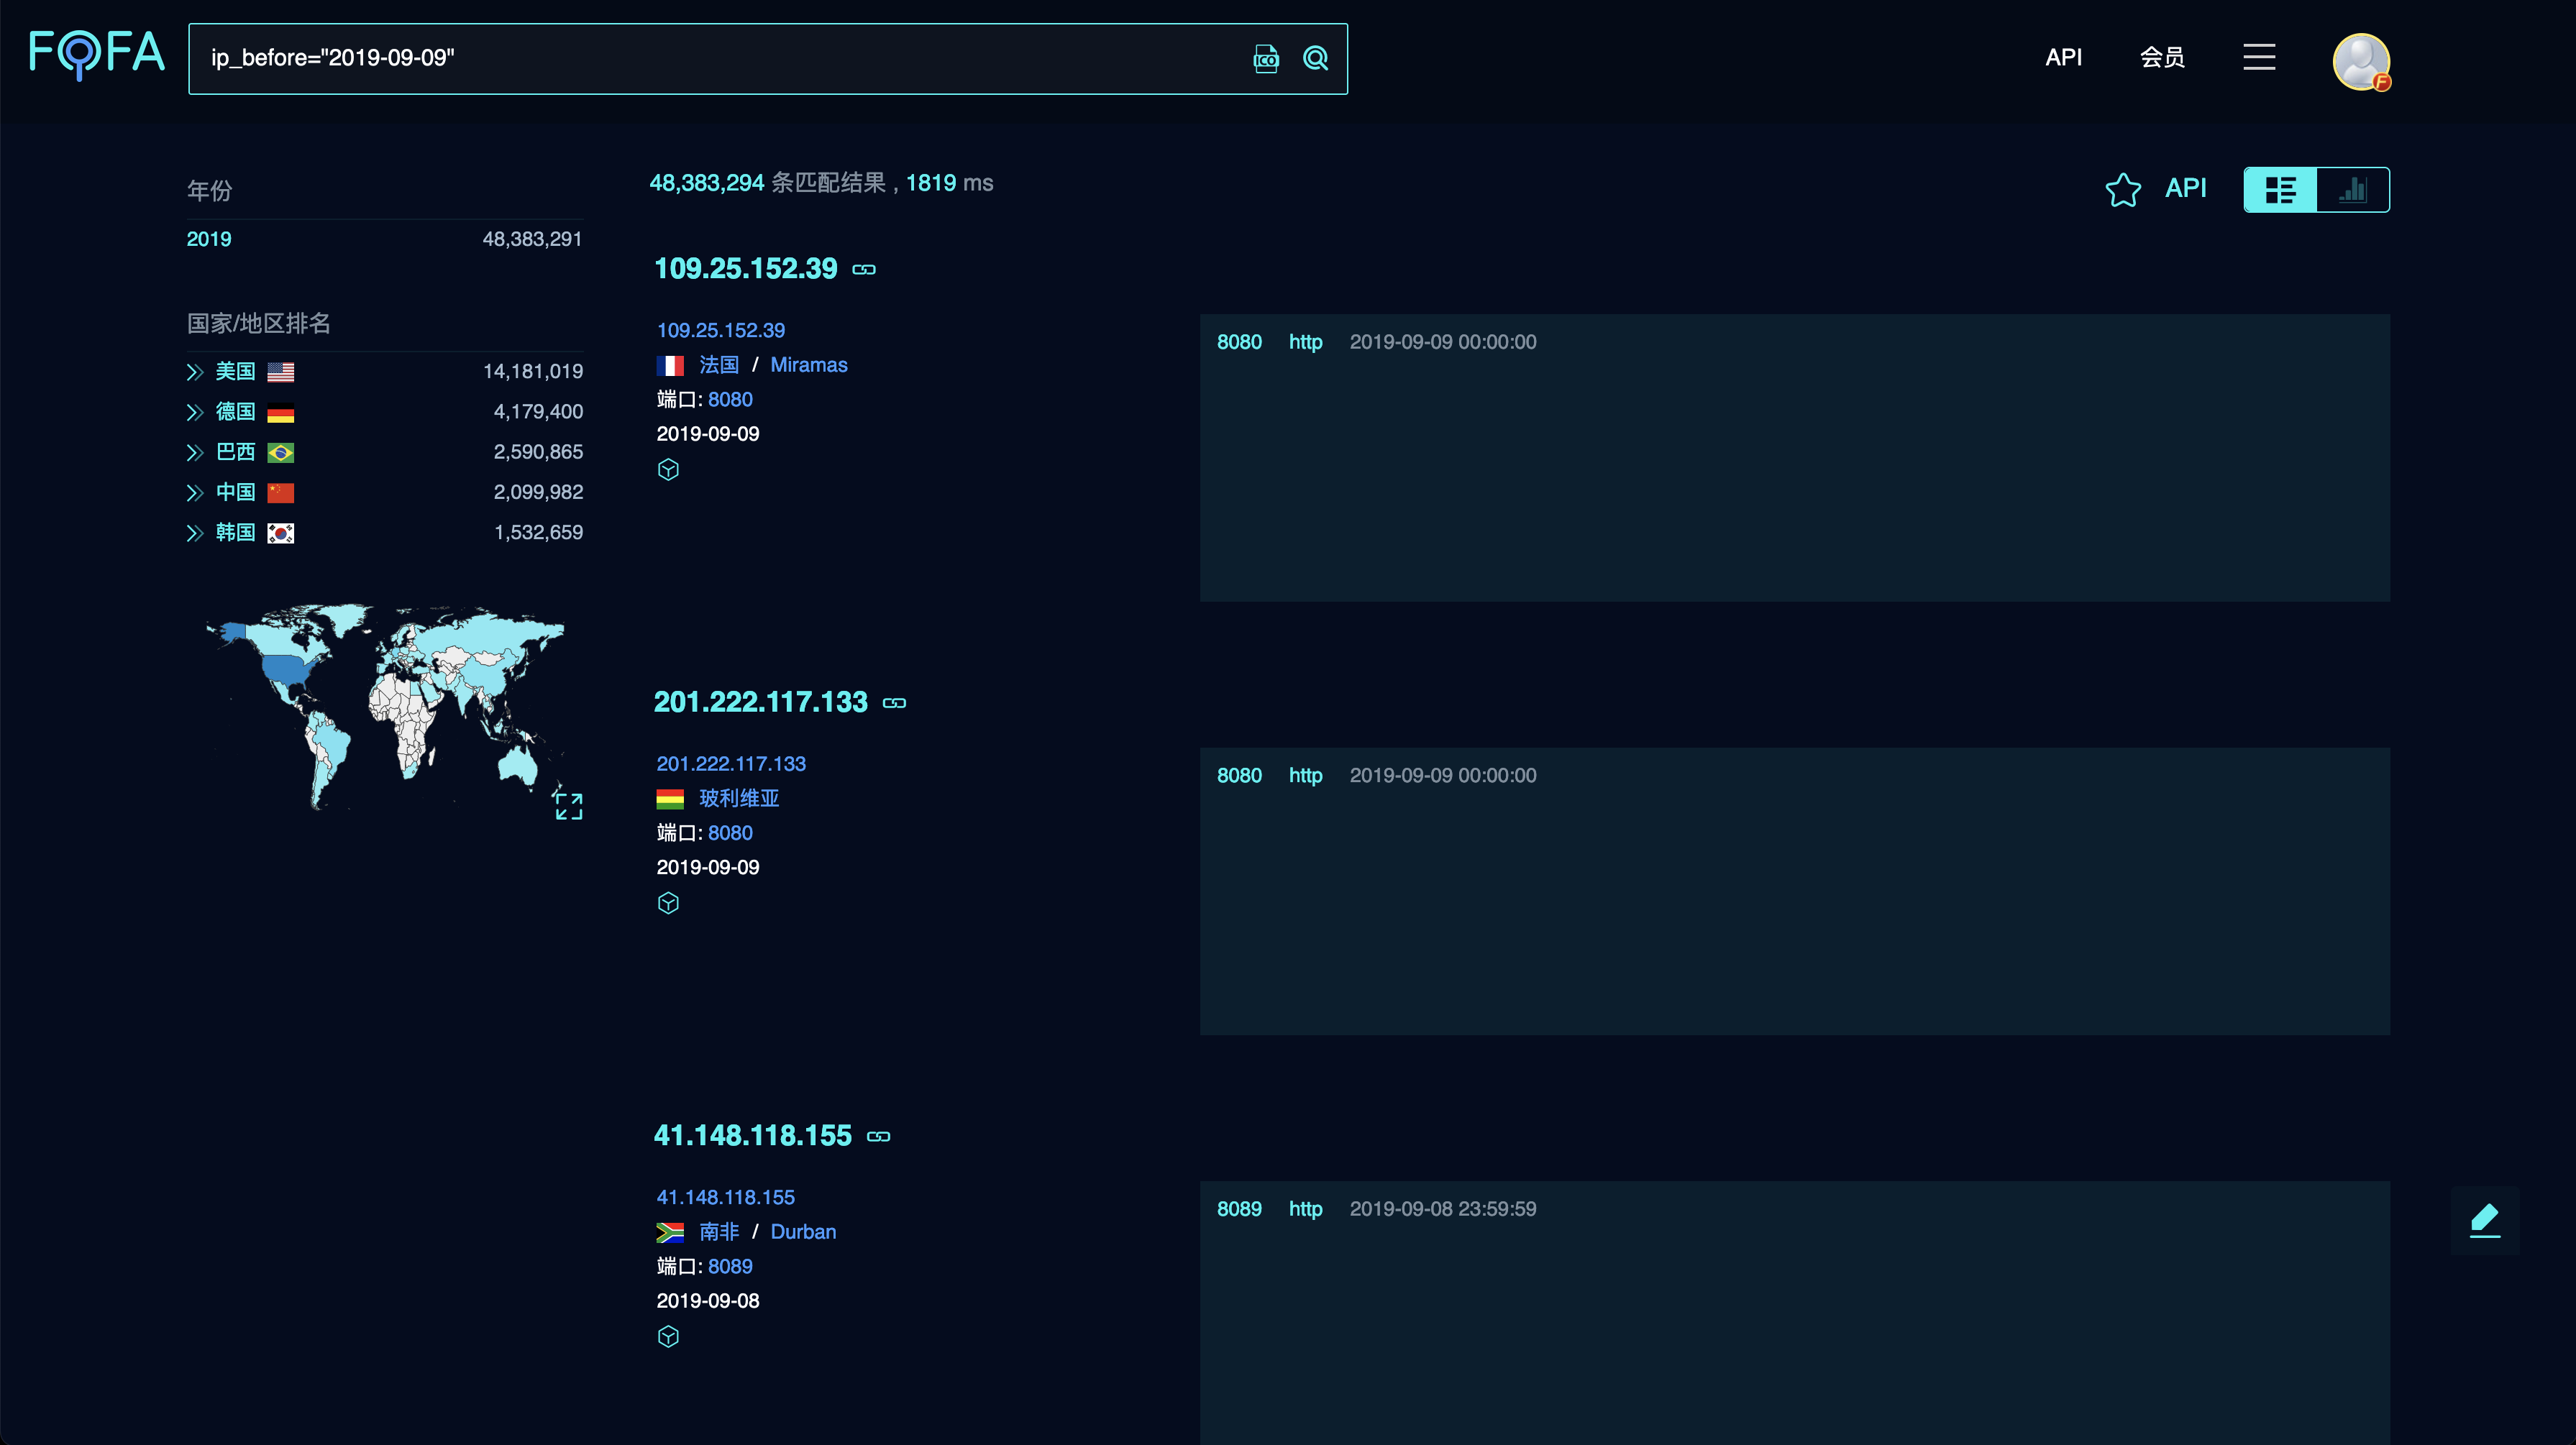 FOFA
ip_before="2019-09-09"
ICO
API
会员
F
年份
2019 48,383,291
国家/地区排名
美国 14,181,019
德国 4,179,400
巴西 2,590,865
中国 2,099,982
韩国 1,532,659
48,383,294 条匹配结果 , 1819 ms
API
109.25.152.39
109.25.152.39
法国 / Miramas
端口: 8080
2019-09-09
8080 http 2019-09-09 00:00:00
201.222.117.133
201.222.117.133
玻利维亚
端口: 8080
2019-09-09
8080 http 2019-09-09 00:00:00
41.148.118.155
41.148.118.155
南非 / Durban
端口: 8089
2019-09-08
8089 http 2019-09-08 23:59:59